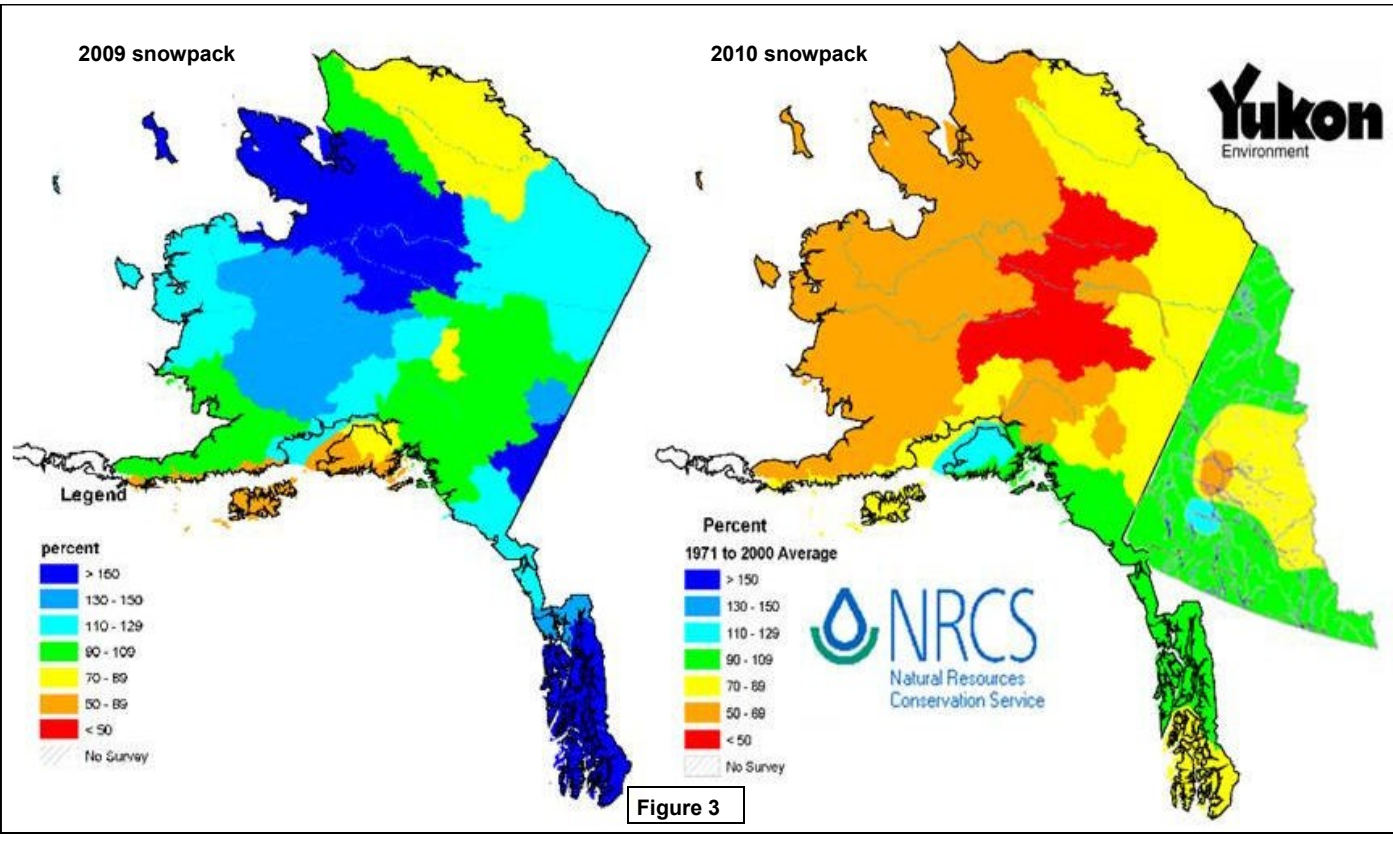 2009 snowpack
2010 snowpack
Yukon
Environment
Legend
percent
> 150
130 - 150
110 - 129
90 - 109
70 - 89
50 - 69
< 50
No Survey
Percent
1971 to 2000 Average
> 150
130 - 150
110 - 129
90 - 109
70 - 89
50 - 69
< 50
No Survey
NRCS
Natural Resources
Conservation Service
Figure 3